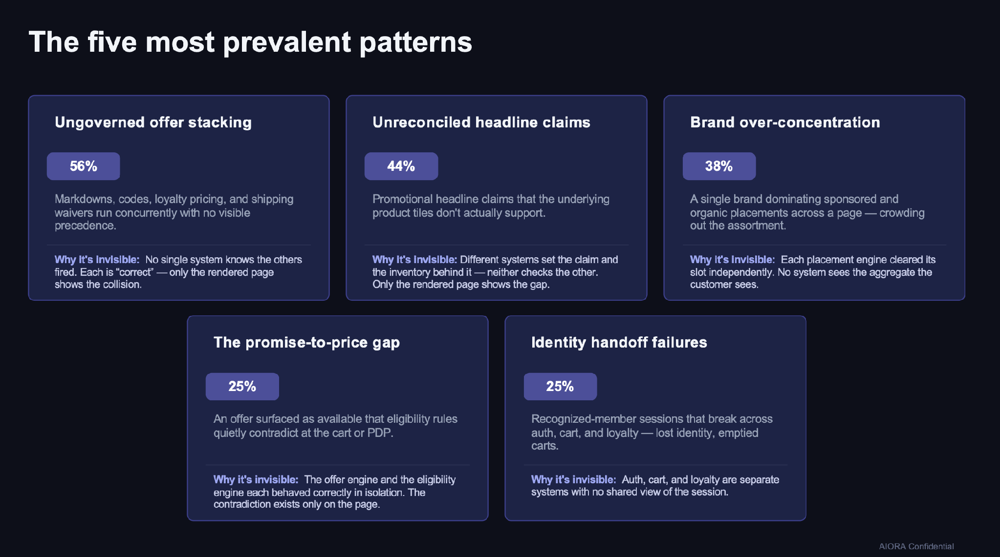 The five most prevalent patterns
Ungoverned offer stacking
56%
Markdowns, codes, loyalty pricing, and shipping
waivers run concurrently with no visible
precedence.
Why it's invisible: No single system knows the others
fired. Each is “correct” — only the rendered page
shows the collision.
Unreconciled headline claims
44%
Promotional headline claims that the underlying
product tiles don't actually support.
Why it's invisible: Different systems set the claim and
the inventory behind it — neither checks the other.
Only the rendered page shows the gap.
Brand over-concentration
38%
A single brand dominating sponsored and
organic placements across a page — crowding
out the assortment.
Why it's invisible: Each placement engine cleared its
slot independently. No system sees the aggregate the
customer sees.
The promise-to-price gap
25%
An offer surfaced as available that eligibility rules
quietly contradict at the cart or PDP.
Why it's invisible: The offer engine and the eligibility
engine each behaved correctly in isolation. The
contradiction exists only on the page.
Identity handoff failures
25%
Recognized-member sessions that break across
auth, cart, and loyalty — lost identity, emptied
carts.
Why it's invisible: Auth, cart, and loyalty are separate
systems with no shared view of the session.
AIORA Confidential